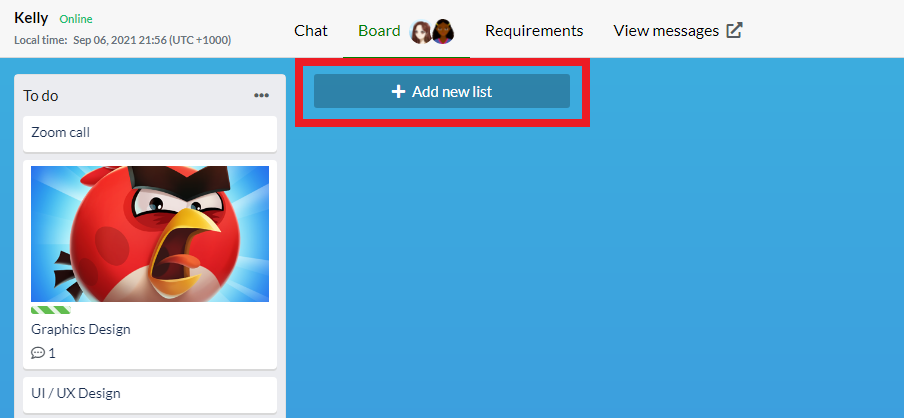 Kelly Online
Local time: Sep 06, 2021 21:56 (UTC +1000)
Chat
Board
Requirements
View messages
To do
Zoom call
Graphics Design
1
UI / UX Design
+ Add new list